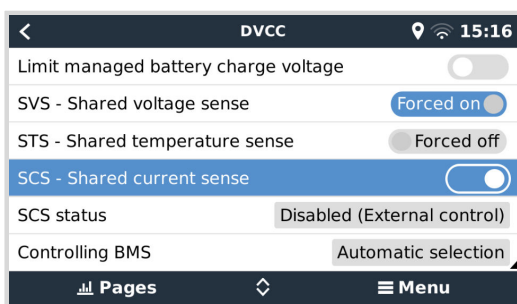 DVCC 15:16
Limit managed battery charge voltage
SVS - Shared voltage sense Forced on
STS - Shared temperature sense Forced off
SCS - Shared current sense
SCS status Disabled (External control)
Controlling BMS Automatic selection
Pages Menu